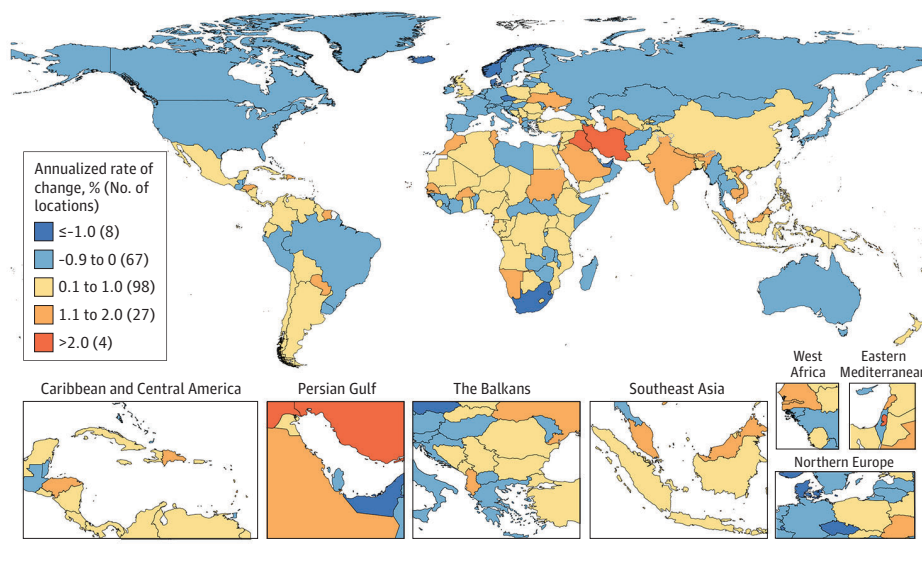 Annualized rate of
change, % (No. of
locations)
≤-1.0 (8)
-0.9 to 0 (67)
0.1 to 1.0 (98)
1.1 to 2.0 (27)
>2.0 (4)
Caribbean and Central America
Persian Gulf
The Balkans
Southeast Asia
West
Africa
Eastern
Mediterranean
Northern Europe